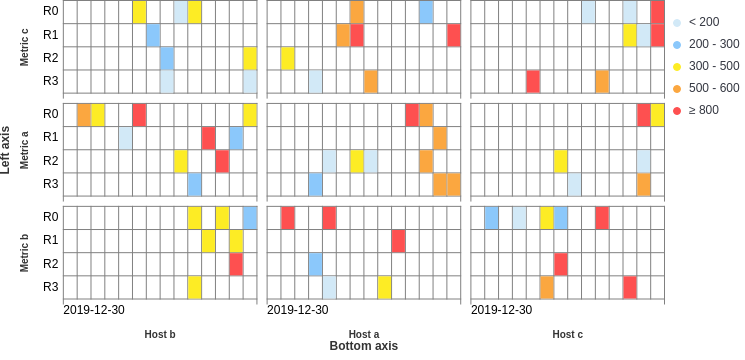 Left axis
Metric c
R0
R1
R2
R3
Metric a
R0
R1
R2
R3
Metric b
R0
R1
R2
R3
2019-12-30
2019-12-30
2019-12-30
Host b
Host a
Host c
Bottom axis
< 200
200 - 300
300 - 500
500 - 600
≥ 800